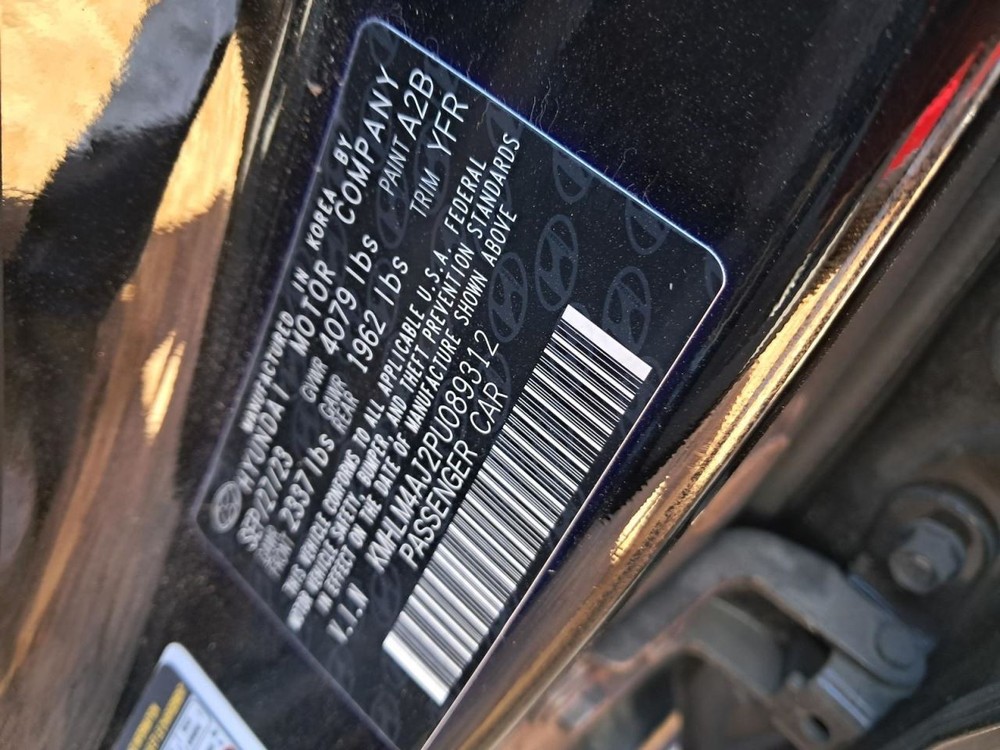 MANUFACTURED IN KOREA BY
HYUNDAI MOTOR COMPANY
SEP/27/23 GVWR 4079 lbs PAINT A2B
GAWR FRONT 2337 lbs GAWR REAR 1962 lbs TRIM YFR
THIS VEHICLE CONFORMS TO ALL APPLICABLE U.S.A. FEDERAL
MOTOR VEHICLE SAFETY, BUMPER, AND THEFT PREVENTION STANDARDS
IN EFFECT ON THE DATE OF MANUFACTURE SHOWN ABOVE
V.I.N KMHLM4AJ2PU089312
PASSENGER CAR